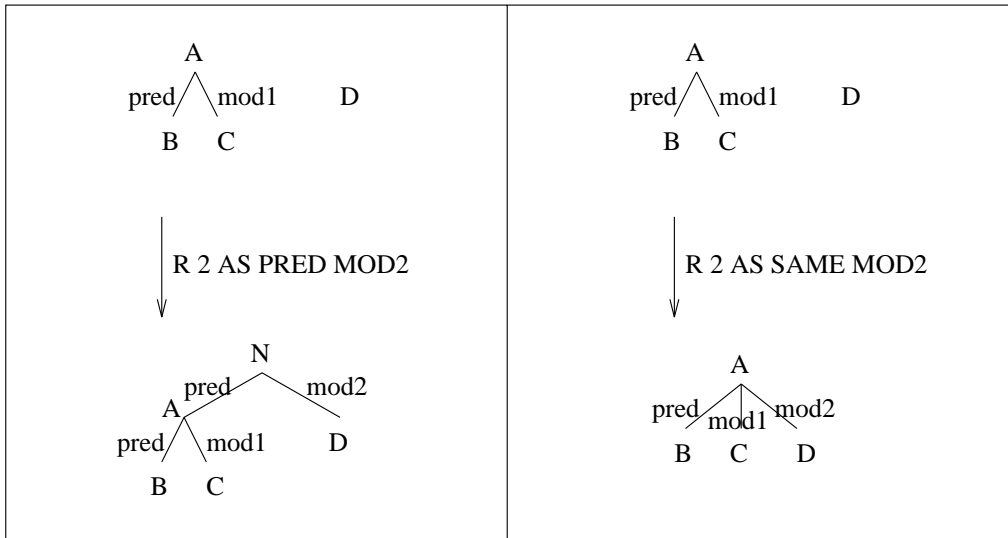 A
pred mod1 D
B C
R 2 AS PRED MOD2
N
pred mod2
A
pred mod1 D
B C
A
pred mod1 D
B C
R 2 AS SAME MOD2
A
pred mod1 mod2
B C D